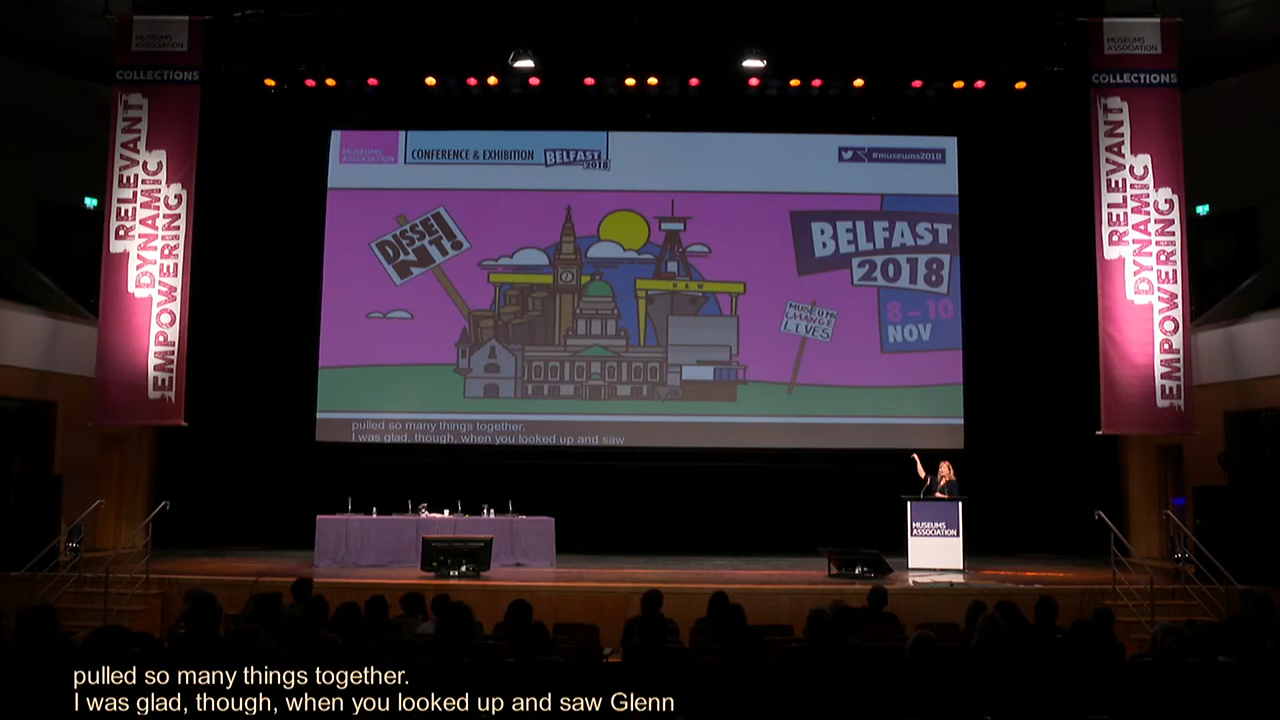 MUSEUMS
ASSOCIATION
COLLECTIONS
RELEVANT
DYNAMIC
EMPOWERING
MUSEUMS
ASSOCIATION
CONFERENCE & EXHIBITION BELFAST
2018
#museums2018
DISSE
NT!
BELFAST
2018
8–10
NOV
MUSEUMS
CHANGE
LIVES
H & W
pulled so many things together.
I was glad, though, when you looked up and saw
MUSEUMS
ASSOCIATION
COLLECTIONS
RELEVANT
DYNAMIC
EMPOWERING
MUSEUMS
ASSOCIATION
pulled so many things together.
I was glad, though, when you looked up and saw Glenn